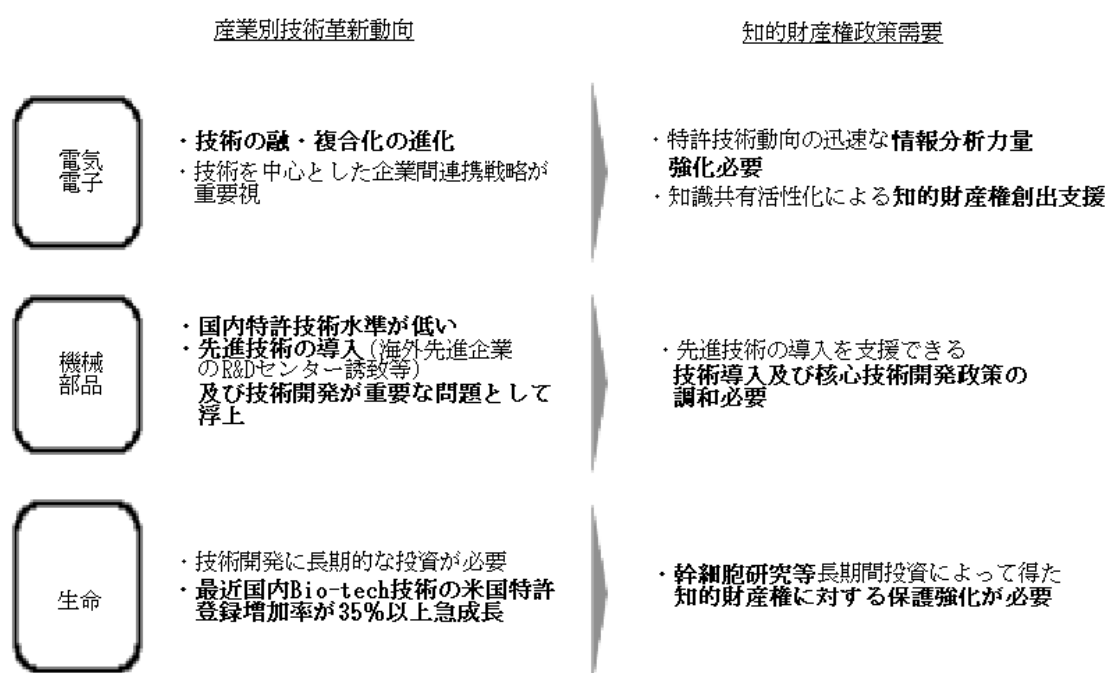 産業別技術革新動向
知的財産権政策需要
電気
電子
・技術の融・複合化の進化
・技術を中心とした企業間連携戦略が
重要視
・特許技術動向の迅速な情報分析力量
強化必要
・知識共有活性化による知的財産権創出支援
機械
部品
・国内特許技術水準が低い
・先進技術の導入(海外先進企業
のR&Dセンター誘致等)
及び技術開発が重要な問題として
浮上
・先進技術の導入を支援できる
技術導入及び核心技術開発政策の
調和必要
生命
・技術開発に長期的な投資が必要
・最近国内Bio-tech技術の米国特許
登録増加率が35%以上急成長
・幹細胞研究等長期間投資によって得た
知的財産権に対する保護強化が必要